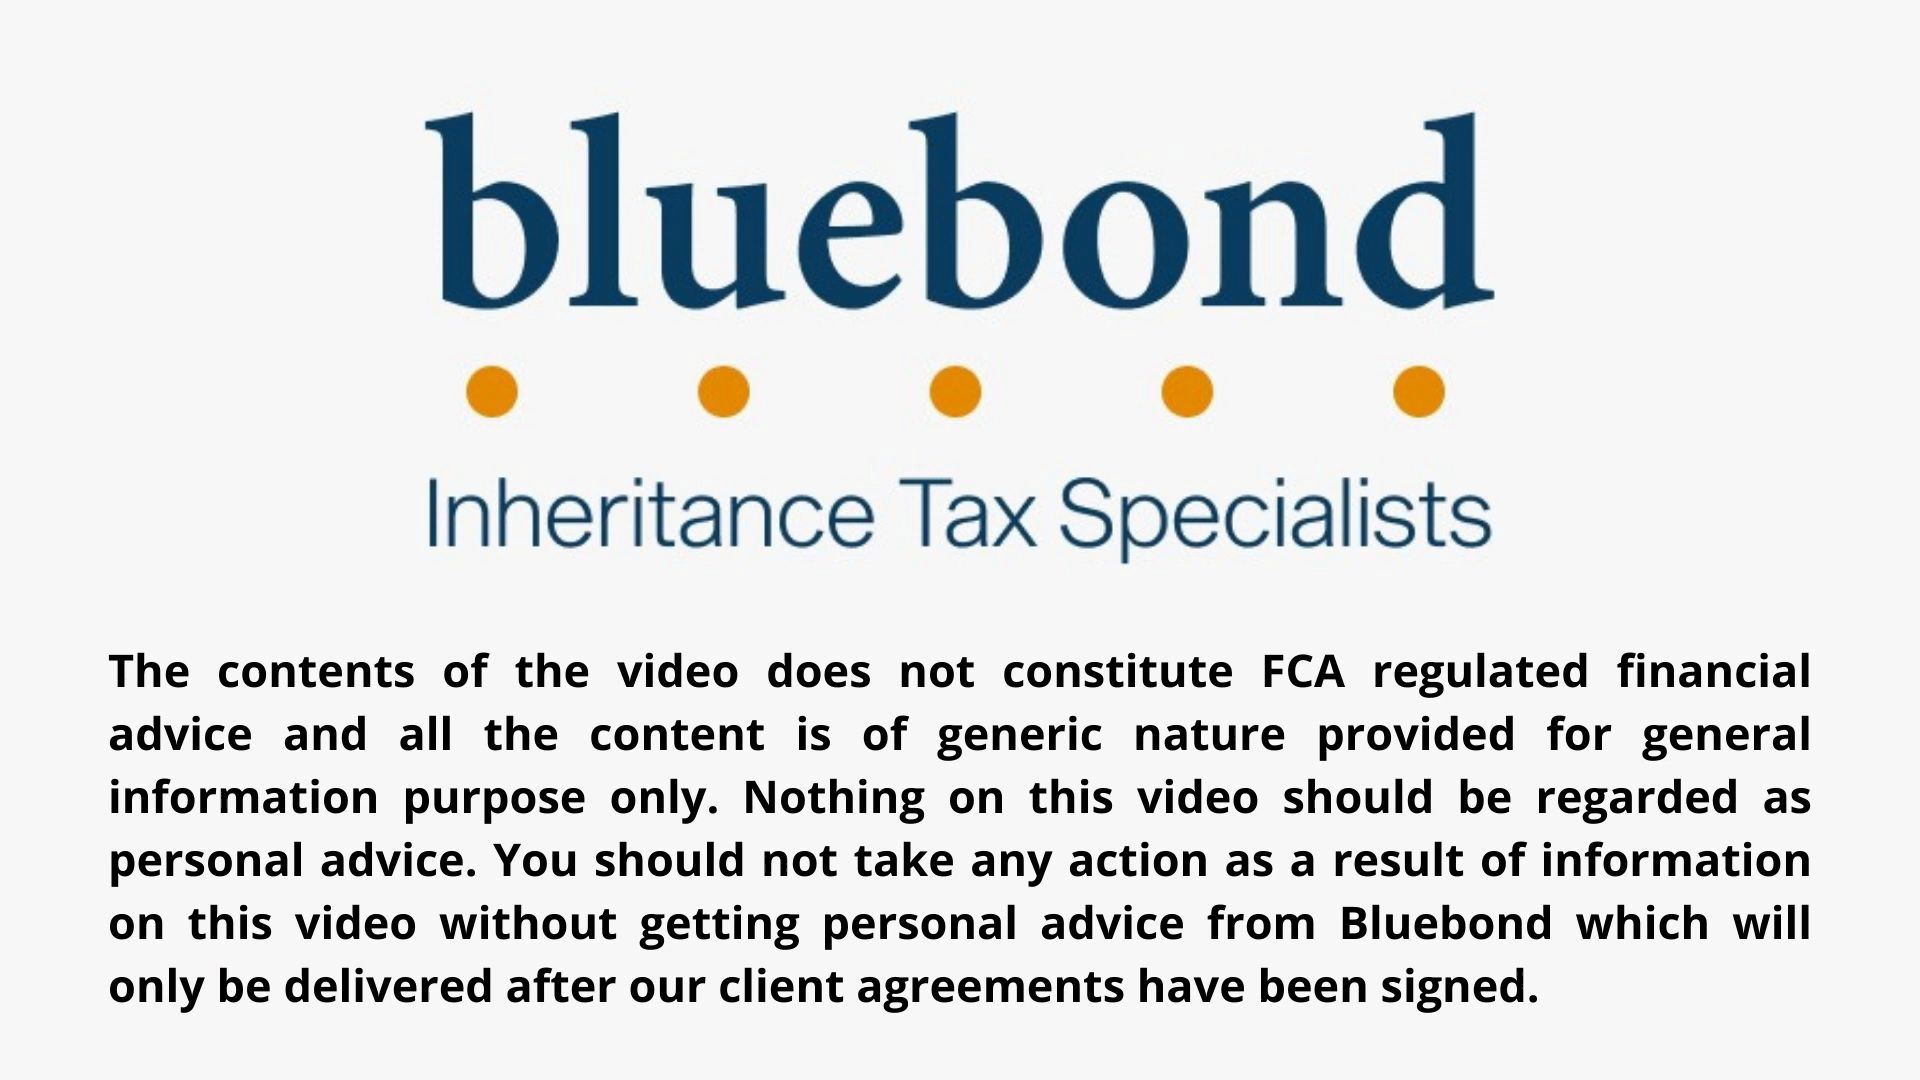 bluebond
Inheritance Tax Specialists
The contents of the video does not constitute FCA regulated financial
advice and all the content is of generic nature provided for general
information purpose only. Nothing on this video should be regarded as
personal advice. You should not take any action as a result of information
on this video without getting personal advice from Bluebond which will
only be delivered after our client agreements have been signed.